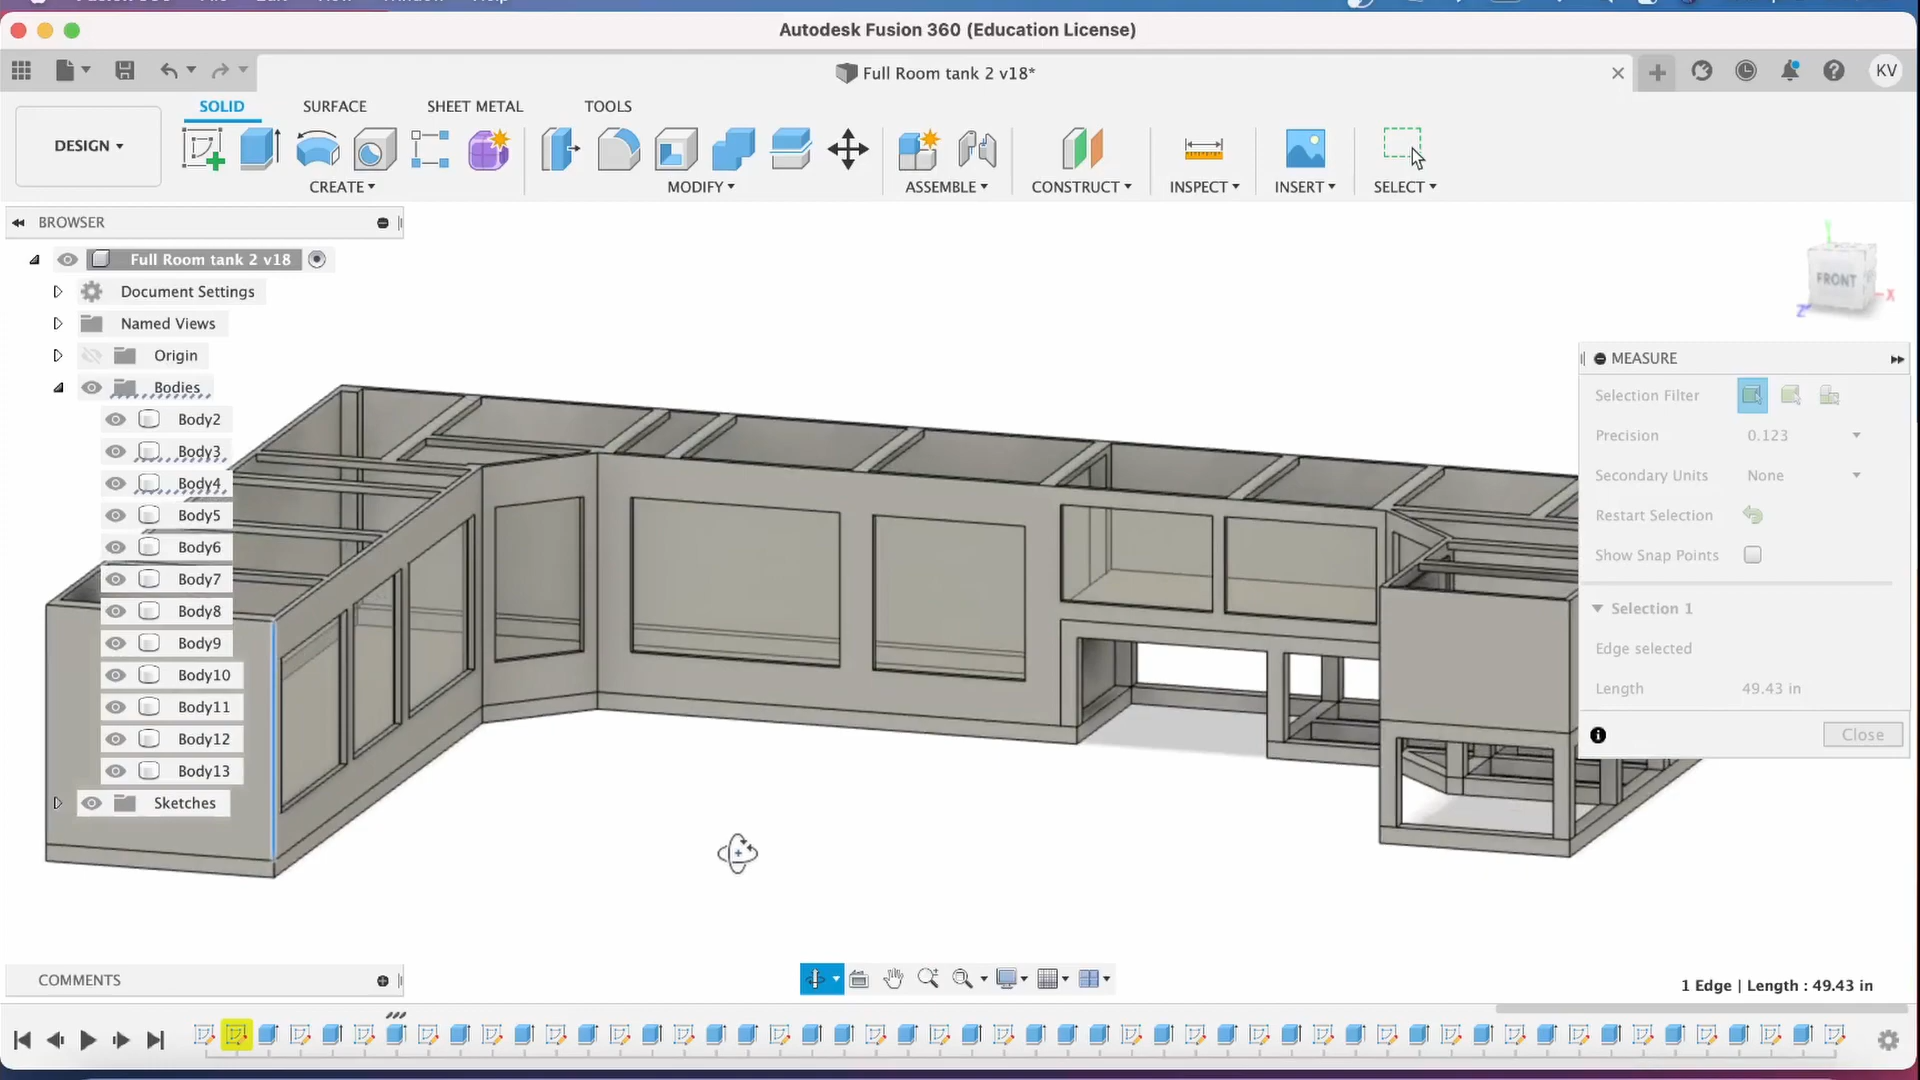 Autodesk Fusion 360 (Education License)
Full Room tank 2 v18*
KV
DESIGN
SOLID
SURFACE
SHEET METAL
TOOLS
CREATE
MODIFY
ASSEMBLE
CONSTRUCT
INSPECT
INSERT
SELECT
BROWSER
Full Room tank 2 v18
Document Settings
Named Views
Origin
Bodies
Body2
Body3
Body4
Body5
Body6
Body7
Body8
Body9
Body10
Body11
Body12
Body13
Sketches
FRONT
X
Z
MEASURE
Selection Filter
Precision 0.123
Secondary Units None
Restart Selection
Show Snap Points
Selection 1
Edge selected
Length 49.43 in
Close
COMMENTS
1 Edge | Length : 49.43 in